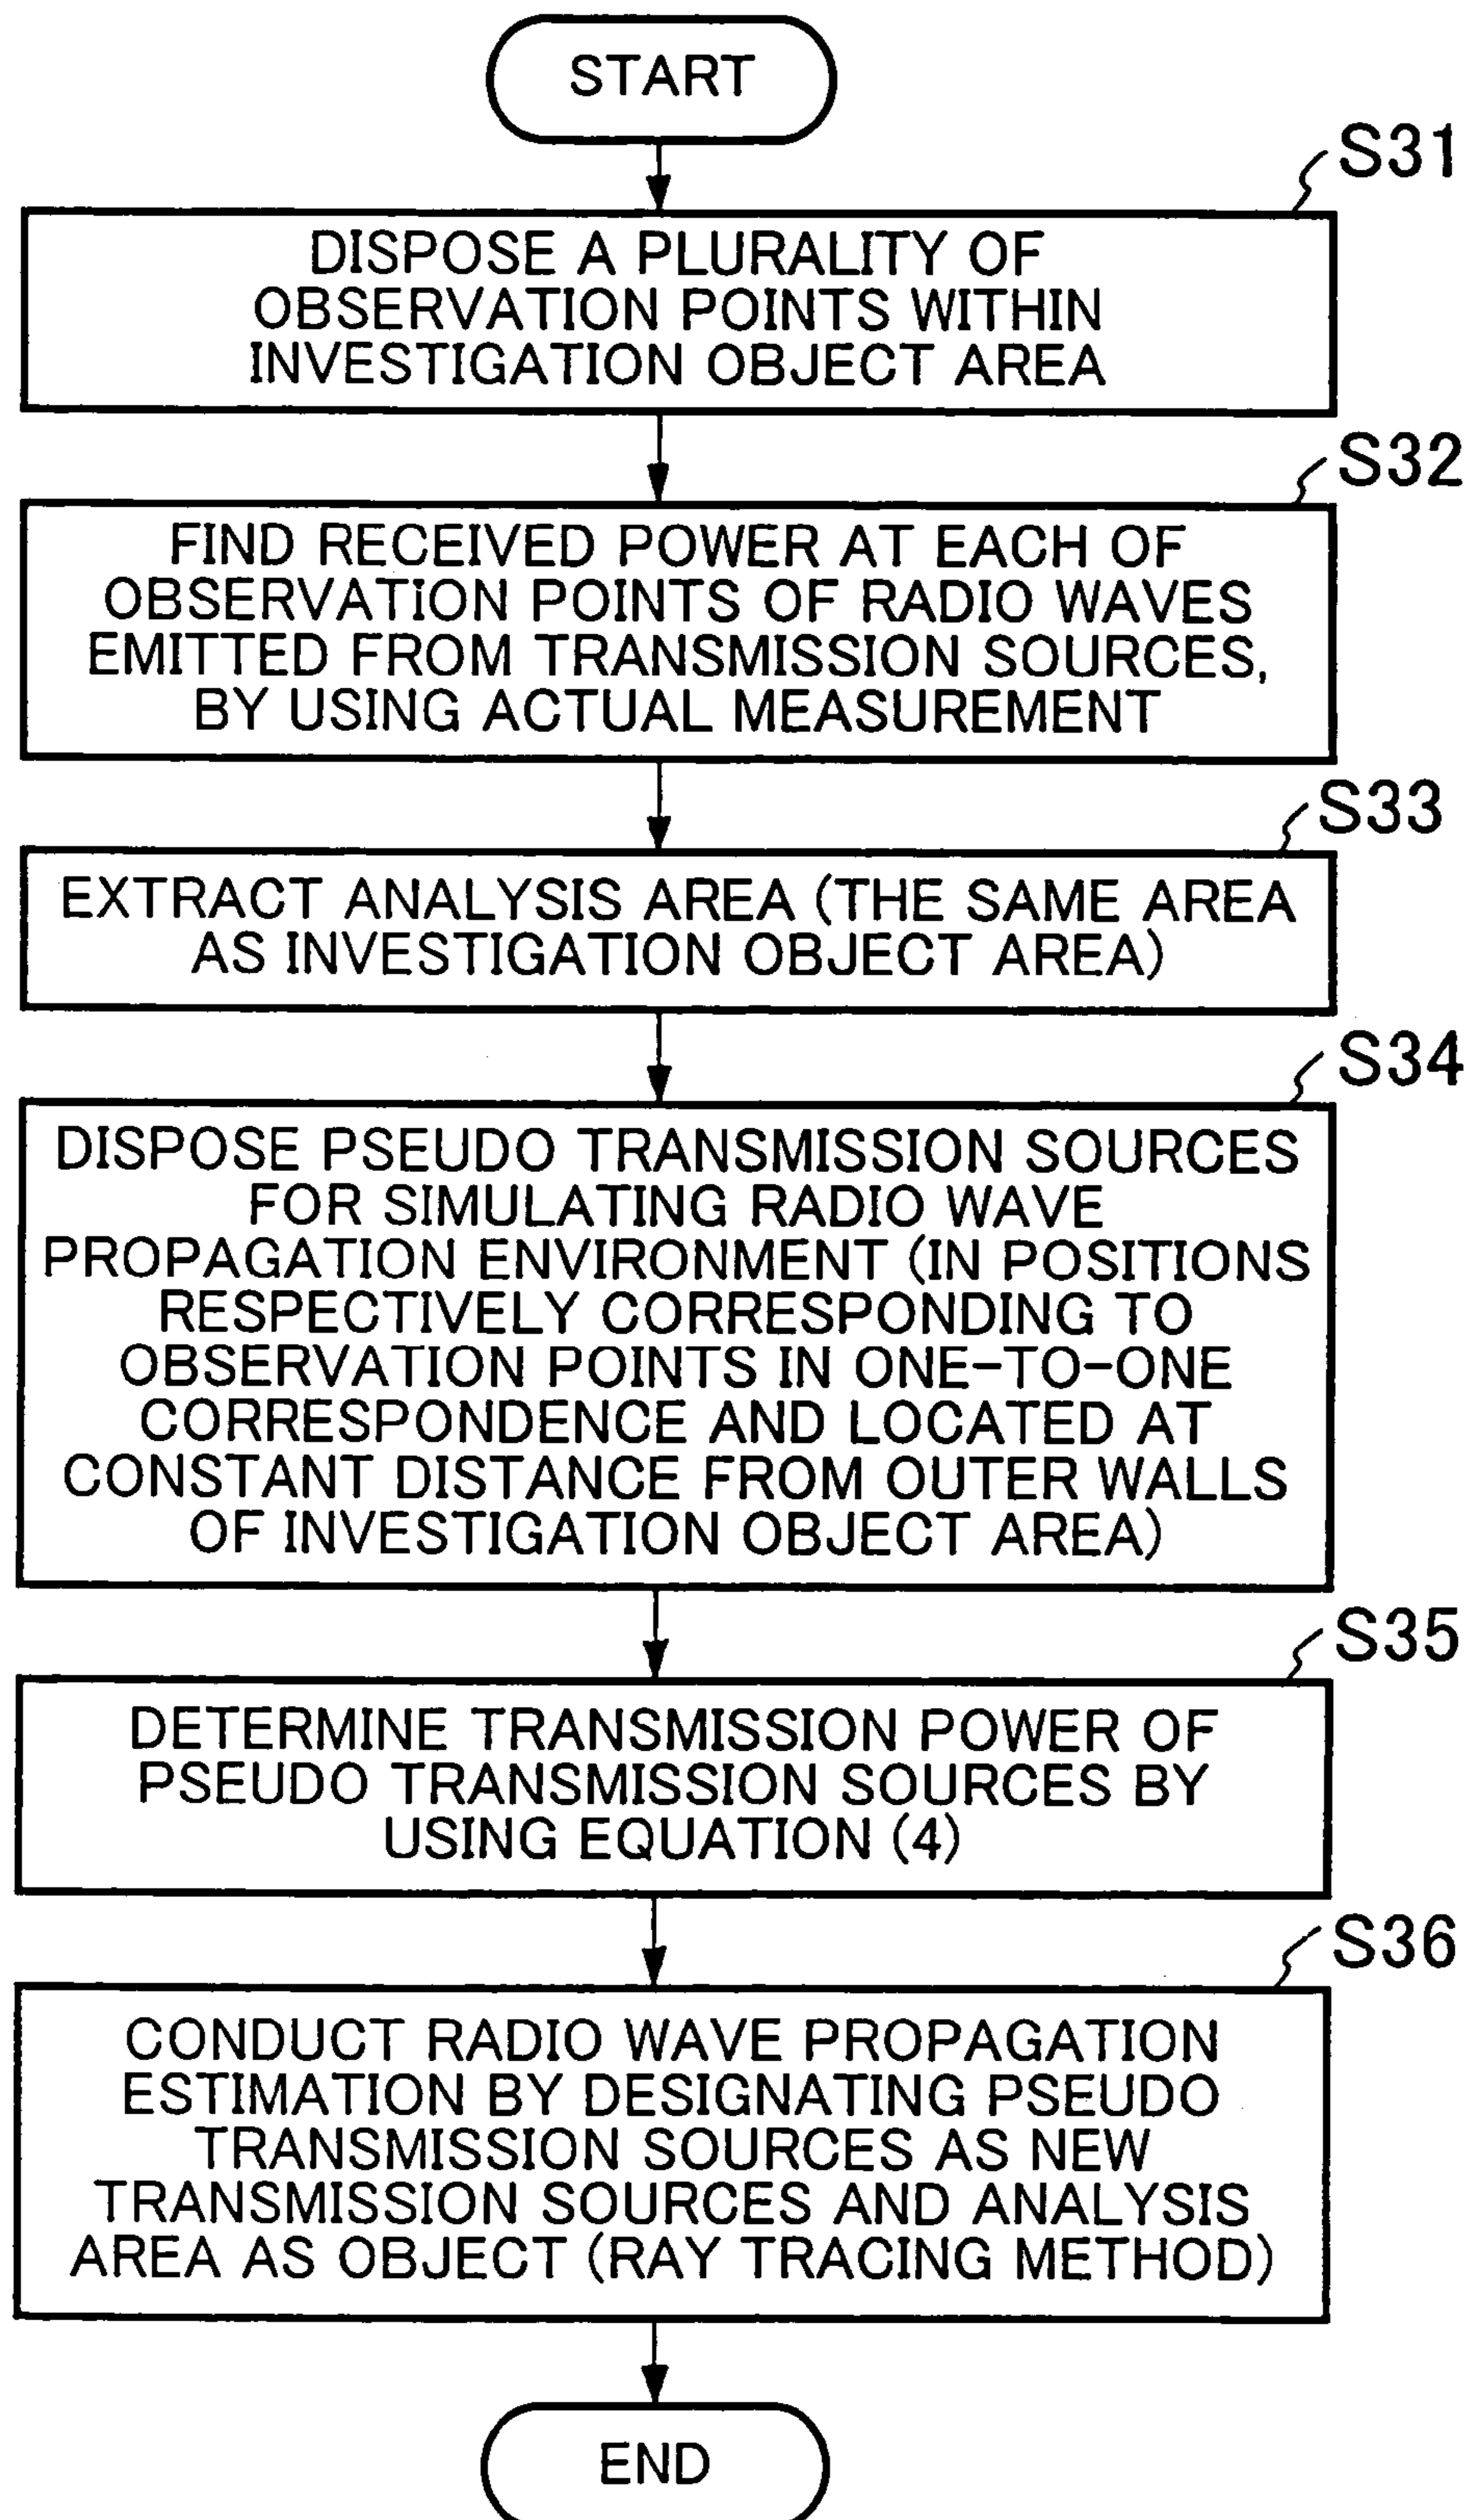 START
S31
DISPOSE A PLURALITY OF
OBSERVATION POINTS WITHIN
INVESTIGATION OBJECT AREA
S32
FIND RECEIVED POWER AT EACH OF
OBSERVATION POINTS OF RADIO WAVES
EMITTED FROM TRANSMISSION SOURCES,
BY USING ACTUAL MEASUREMENT
S33
EXTRACT ANALYSIS AREA (THE SAME AREA
AS INVESTIGATION OBJECT AREA)
S34
DISPOSE PSEUDO TRANSMISSION SOURCES
FOR SIMULATING RADIO WAVE
PROPAGATION ENVIRONMENT (IN POSITIONS
RESPECTIVELY CORRESPONDING TO
OBSERVATION POINTS IN ONE-TO-ONE
CORRESPONDENCE AND LOCATED AT
CONSTANT DISTANCE FROM OUTER WALLS
OF INVESTIGATION OBJECT AREA)
S35
DETERMINE TRANSMISSION POWER OF
PSEUDO TRANSMISSION SOURCES BY
USING EQUATION (4)
S36
CONDUCT RADIO WAVE PROPAGATION
ESTIMATION BY DESIGNATING PSEUDO
TRANSMISSION SOURCES AS NEW
TRANSMISSION SOURCES AND ANALYSIS
AREA AS OBJECT (RAY TRACING METHOD)
END